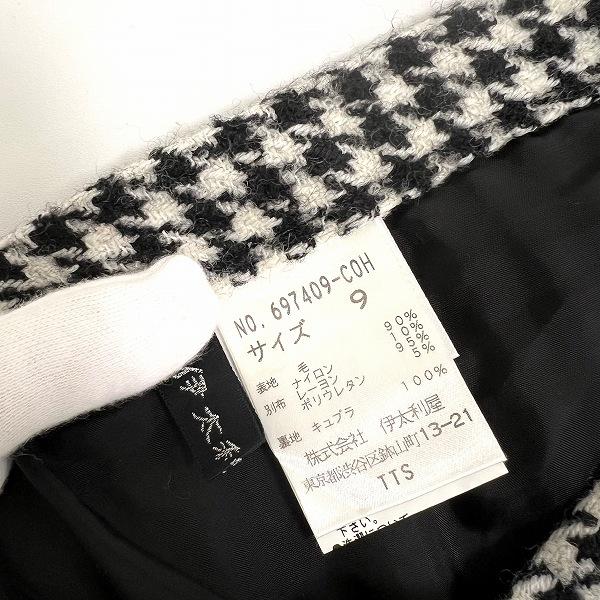 NO. 697409-COH
サイズ 9
表地 毛 90%
ナイロン 10%
別布 レーヨン 95%
ポリウレタン 5%
裏地 キュプラ 100%
株式会社 伊太利屋
東京都渋谷区鉢山町13-21
TTS
下さい。
伊太利